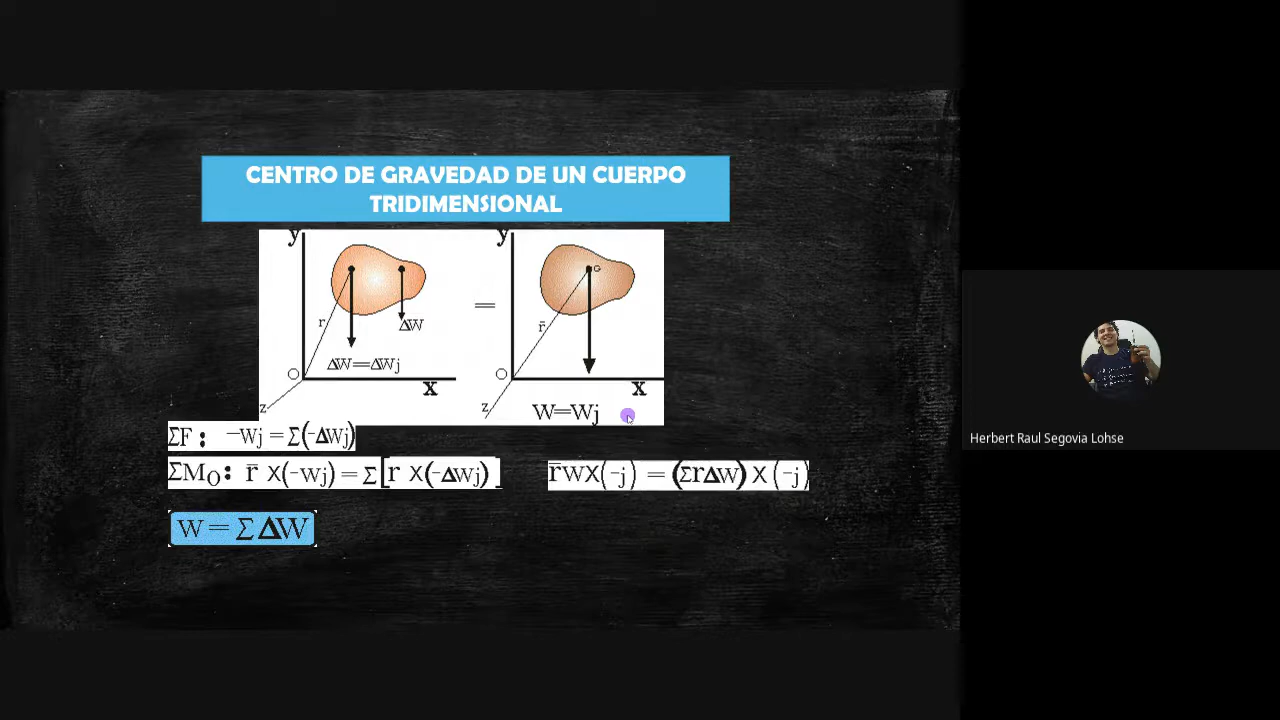 CENTRO DE GRAVEDAD DE UN CUERPO
TRIDIMENSIONAL
y
r
ΔW
ΔW=ΔWj
O
x
z
=
y
G
r̄
O
x
z
W=Wj
ΣF : −Wj = Σ(−ΔWj)
ΣM_O: r̄ X(−Wj) = Σ[r X(−ΔWj)]
r̄WX(−j) = (ΣrΔW) X (−j)
W = ΣΔW
Herbert Raul Segovia Lohse